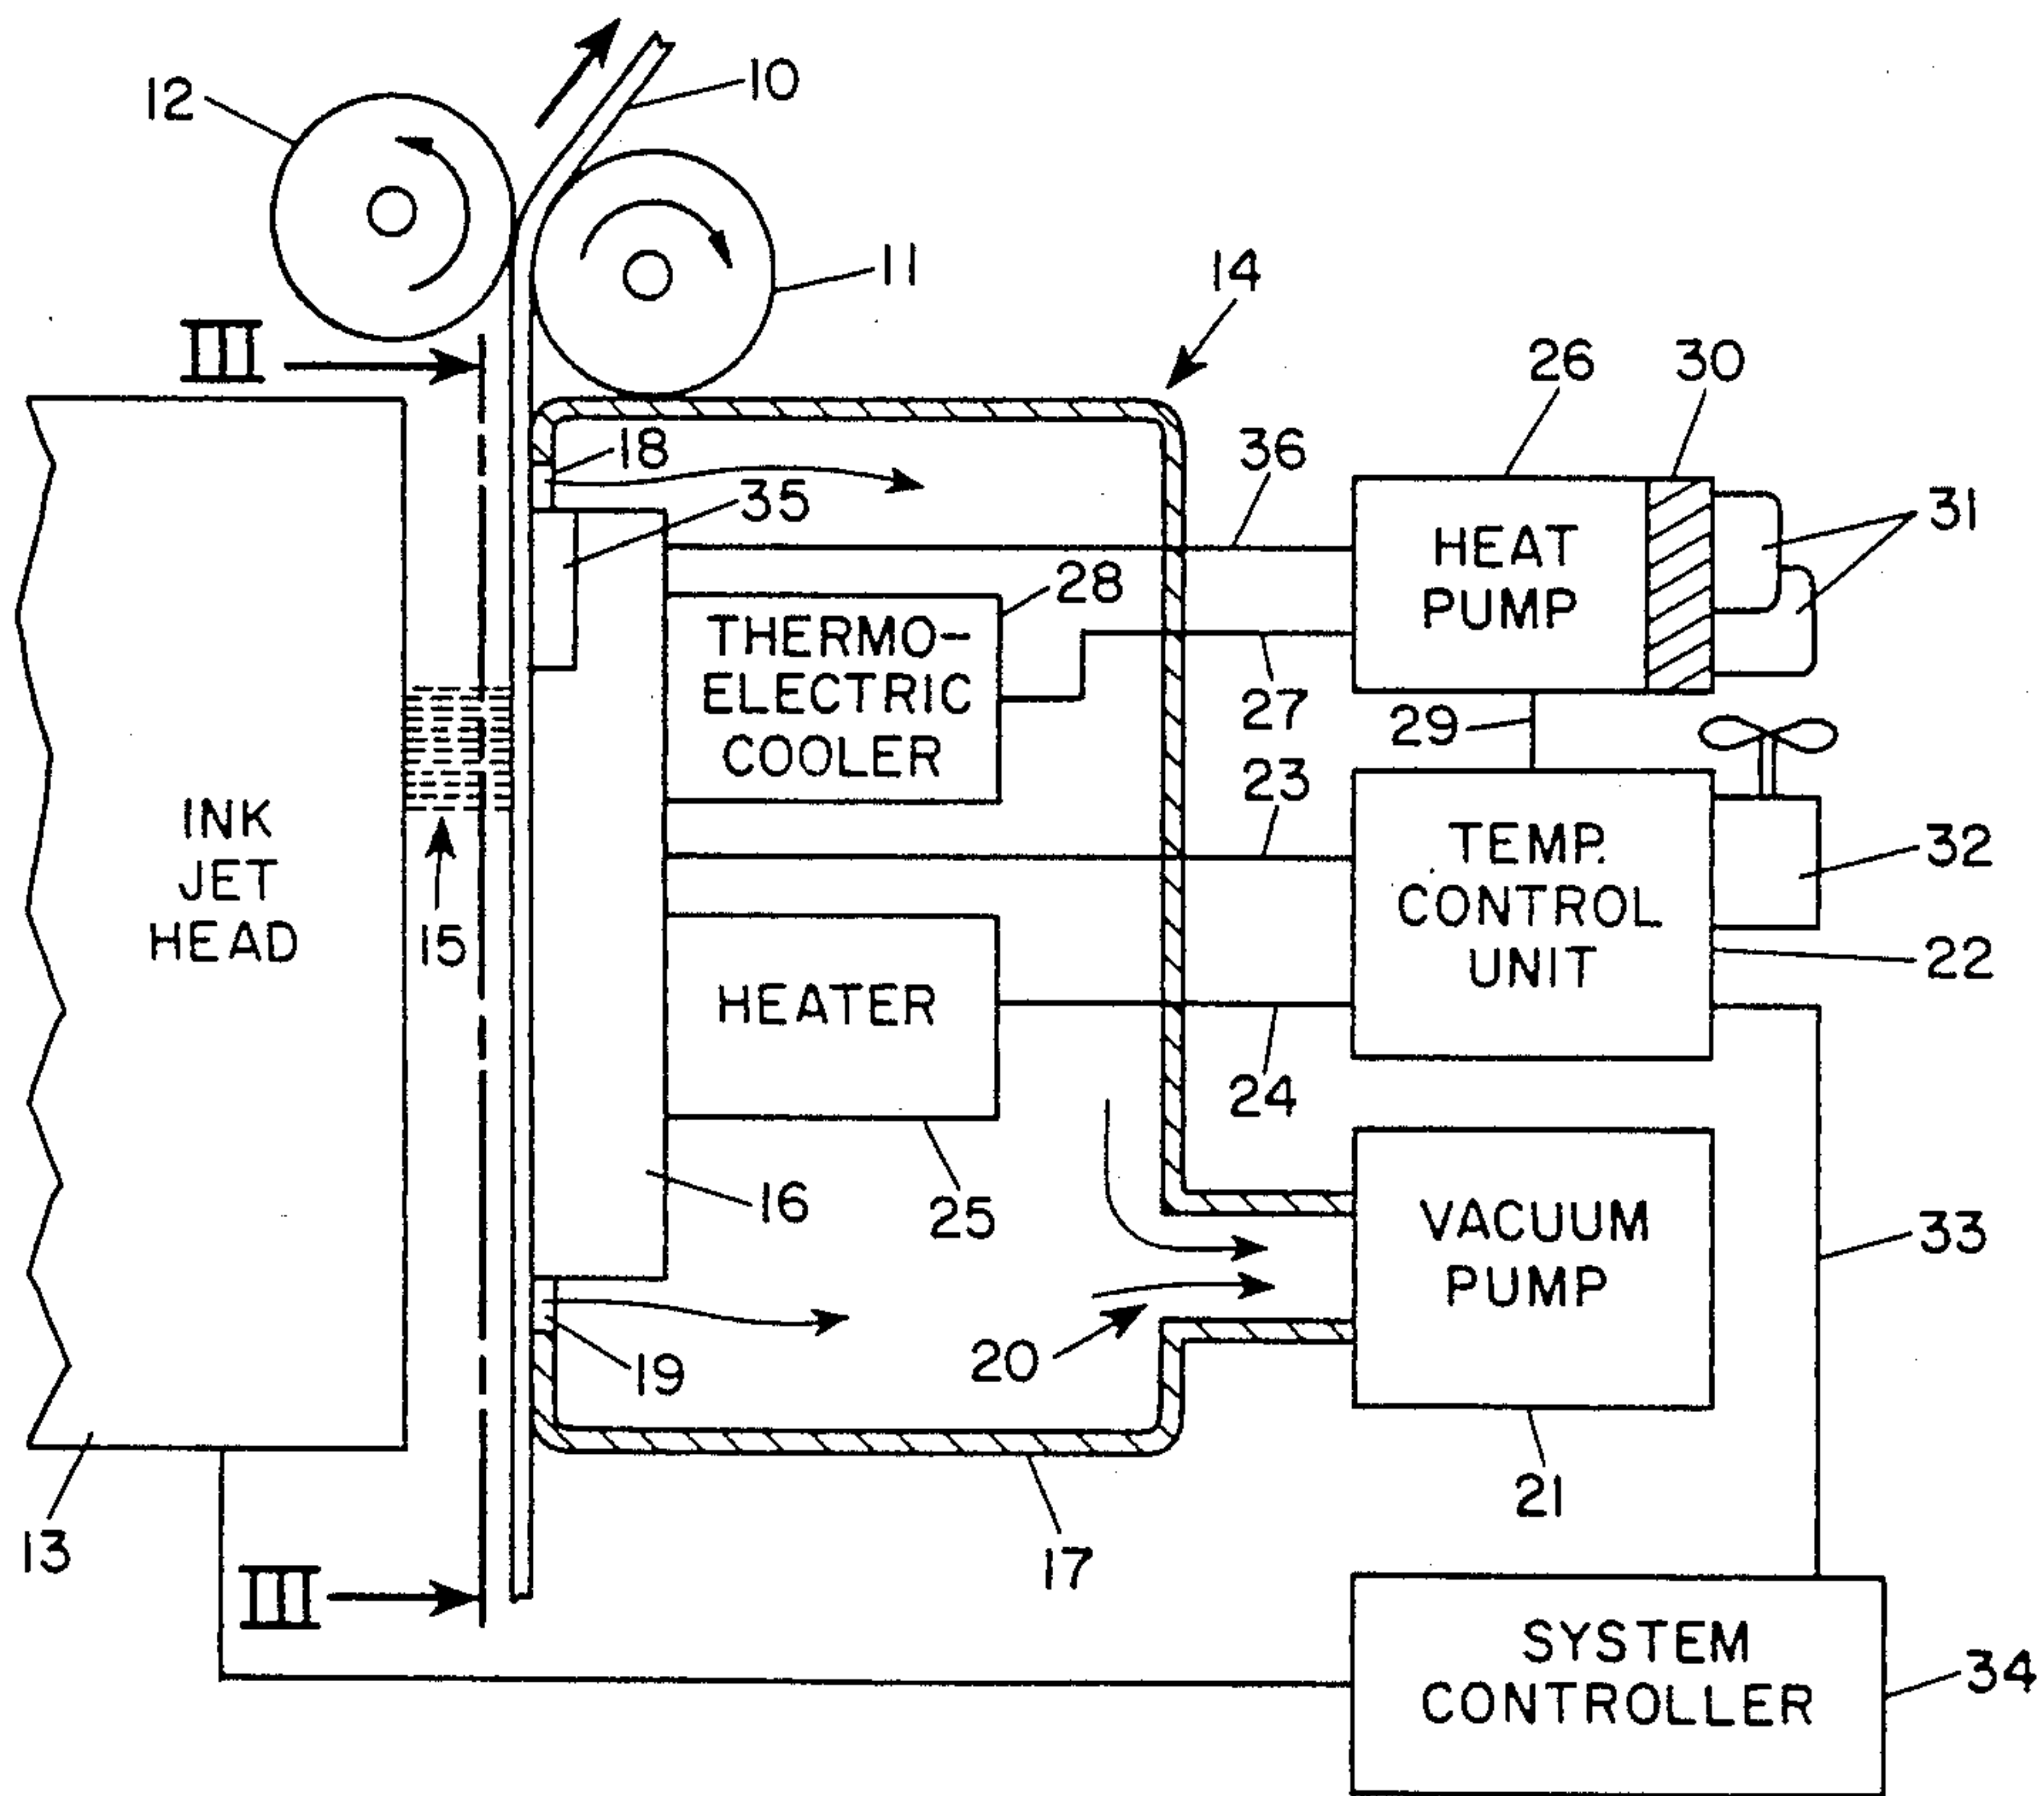 10
12
11
14
III
26
30
18
36
35
31
HEAT
PUMP
28
THERMO-
ELECTRIC
COOLER
27
29
23
INK
JET
HEAD
15
TEMP.
CONTROL
UNIT
32
22
HEATER
24
16
25
VACUUM
PUMP
33
20
19
21
13
17
III
SYSTEM
CONTROLLER
34